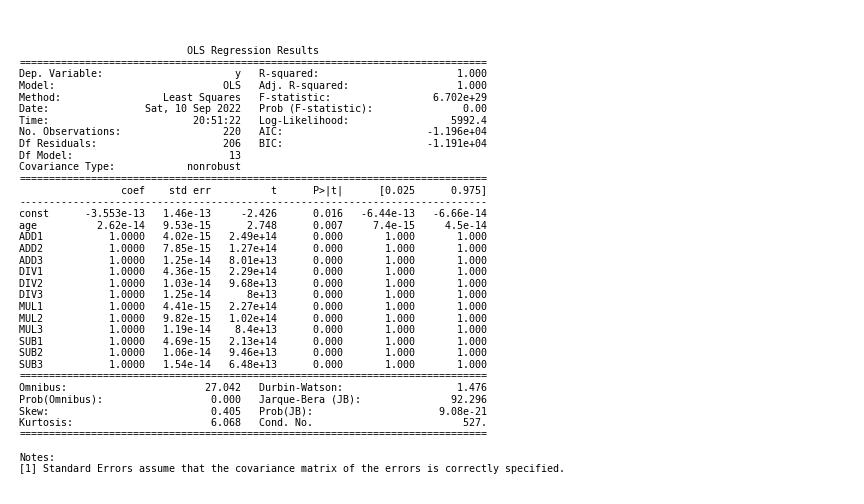 OLS Regression Results
==============================================================================
Dep. Variable:                      y   R-squared:                       1.000
Model:                            OLS   Adj. R-squared:                  1.000
Method:                 Least Squares   F-statistic:                 6.702e+29
Date:                Sat, 10 Sep 2022   Prob (F-statistic):               0.00
Time:                        20:51:22   Log-Likelihood:                 5992.4
No. Observations:                 220   AIC:                        -1.196e+04
Df Residuals:                     206   BIC:                        -1.191e+04
Df Model:                          13
Covariance Type:            nonrobust
==============================================================================
                 coef    std err          t      P>|t|      [0.025      0.975]
------------------------------------------------------------------------------
const      -3.553e-13   1.46e-13     -2.426      0.016   -6.44e-13   -6.66e-14
age          2.62e-14   9.53e-15      2.748      0.007     7.4e-15     4.5e-14
ADD1           1.0000   4.02e-15   2.49e+14      0.000       1.000       1.000
ADD2           1.0000   7.85e-15   1.27e+14      0.000       1.000       1.000
ADD3           1.0000   1.25e-14   8.01e+13      0.000       1.000       1.000
DIV1           1.0000   4.36e-15   2.29e+14      0.000       1.000       1.000
DIV2           1.0000   1.03e-14   9.68e+13      0.000       1.000       1.000
DIV3           1.0000   1.25e-14      8e+13      0.000       1.000       1.000
MUL1           1.0000   4.41e-15   2.27e+14      0.000       1.000       1.000
MUL2           1.0000   9.82e-15   1.02e+14      0.000       1.000       1.000
MUL3           1.0000   1.19e-14    8.4e+13      0.000       1.000       1.000
SUB1           1.0000   4.69e-15   2.13e+14      0.000       1.000       1.000
SUB2           1.0000   1.06e-14   9.46e+13      0.000       1.000       1.000
SUB3           1.0000   1.54e-14   6.48e+13      0.000       1.000       1.000
==============================================================================
Omnibus:                       27.042   Durbin-Watson:                   1.476
Prob(Omnibus):                  0.000   Jarque-Bera (JB):               92.296
Skew:                           0.405   Prob(JB):                     9.08e-21
Kurtosis:                       6.068   Cond. No.                         527.
==============================================================================
Notes:
[1] Standard Errors assume that the covariance matrix of the errors is correctly specified.